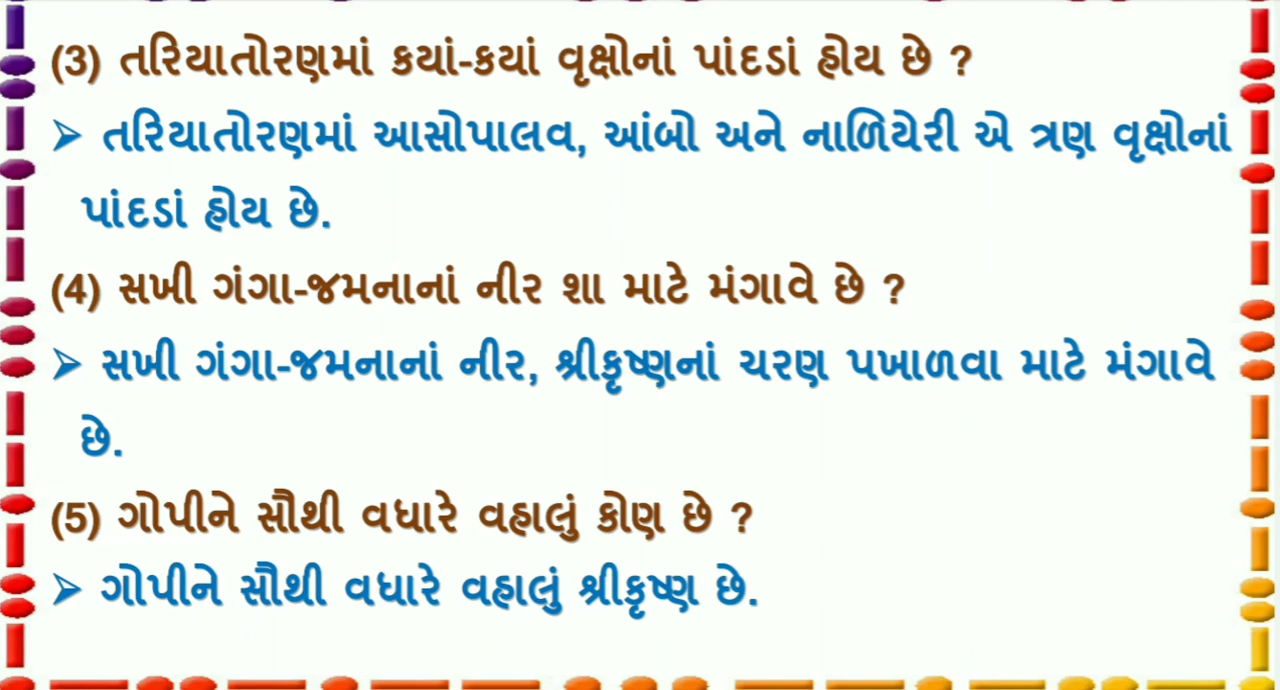 (3) તરિયાતોરણમાં કયાં-કયાં વૃક્ષોનાં પાંદડાં હોય છે ?
➢ તરિયાતોરણમાં આસોપાલવ, આંબો અને નાળિયેરી એ ત્રણ વૃક્ષોનાં
પાંદડાં હોય છે.
(4) સખી ગંગા-જમનાનાં નીર શા માટે મંગાવે છે ?
➢ સખી ગંગા-જમનાનાં નીર, શ્રીકૃષ્ણનાં ચરણ પખાળવા માટે મંગાવે
છે.
(5) ગોપીને સૌથી વધારે વહાલું કોણ છે ?
➢ ગોપીને સૌથી વધારે વહાલું શ્રીકૃષ્ણ છે.